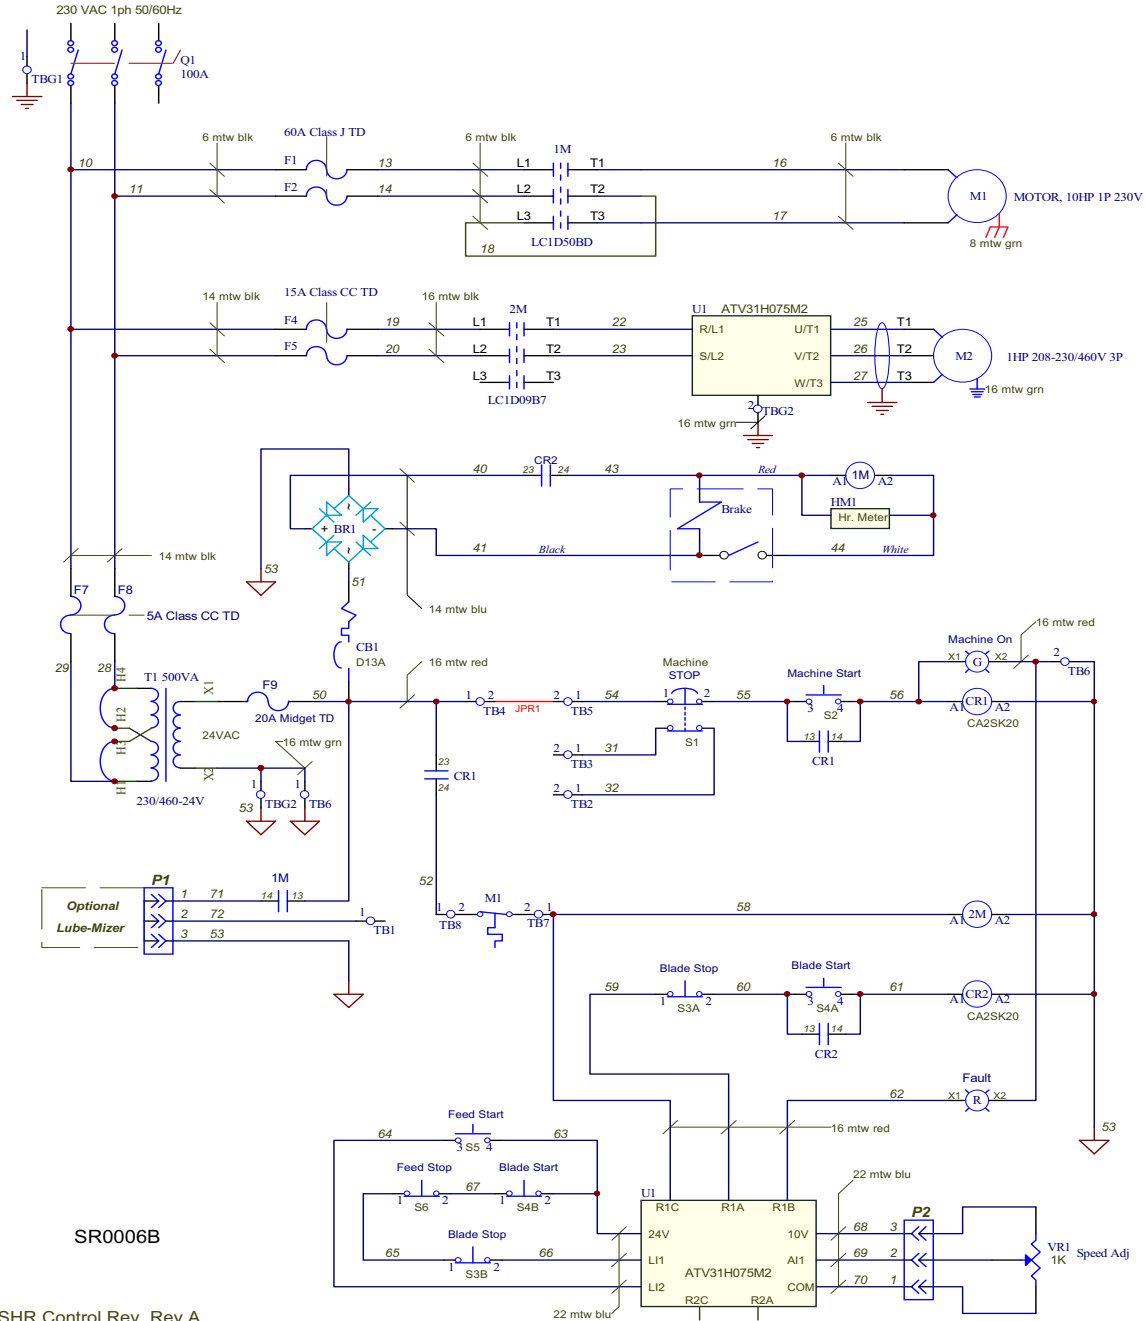 230 VAC 1ph 50/60Hz
1
TBG1
Q1
100A
6 mtw blk
60A Class J TD
6 mtw blk
1M
6 mtw blk
10
F1
13
L1
T1
16
11
F2
14
L2
T2
M1
MOTOR, 10HP 1P 230V
L3
T3
17
18
LC1D50BD
8 mtw grn
14 mtw blk
15A Class CC TD
16 mtw blk
2M
U1
ATV31H075M2
F4
19
L1
T1
22
R/L1
U/T1
25
T1
F5
20
L2
T2
23
S/L2
V/T2
26
T2
M2
1HP 208-230/460V 3P
L3
T3
W/T3
27
T3
LC1D09B7
16 mtw grn
2
TBG2
16 mtw grn
40
CR2
23
24
43
Red
1M
A1
A2
HM1
Hr. Meter
Brake
~
+
BR1
-
~
41
Black
44
White
14 mtw blk
53
51
14 mtw blu
F7
F8
5A Class CC TD
CB1
D13A
29
28
H4
T1 500VA
X1
F9
50
20A Midget TD
16 mtw red
24VAC
H2
H3
H1
X2
16 mtw grn
230/460-24V
53
1
TBG2
1
TB6
1
2
TB4
JPR1
2
1
TB5
54
Machine
STOP
1
2
S1
55
Machine Start
3
4
S2
13
14
CR1
56
Machine On
X1
G
X2
16 mtw red
2
TB6
A1
CR1
A2
CA2SK20
2
1
TB3
31
2
1
TB2
32
23
24
CR1
52
Optional
Lube-Mizer
P1
1
71
14
13
1M
2
72
1
TB1
3
53
1
2
TB8
M1
2
1
TB7
58
A1
2M
A2
59
Blade Stop
1
2
S3A
60
Blade Start
3
4
S4A
13
14
CR2
61
A1
CR2
A2
CA2SK20
Fault
62
X1
R
X2
53
16 mtw red
Feed Start
64
3
4
S5
63
Feed Stop
1
2
S6
67
Blade Start
1
2
S4B
Blade Stop
65
1
2
S3B
66
22 mtw blu
U1
R1C
R1A
R1B
24V
10V
LI1
AI1
LI2
COM
ATV31H075M2
R2C
R2A
22 mtw blu
68
3
69
2
70
1
P2
VR1
1K
Speed Adj
SR0006B
SHR Control Rev Rev A